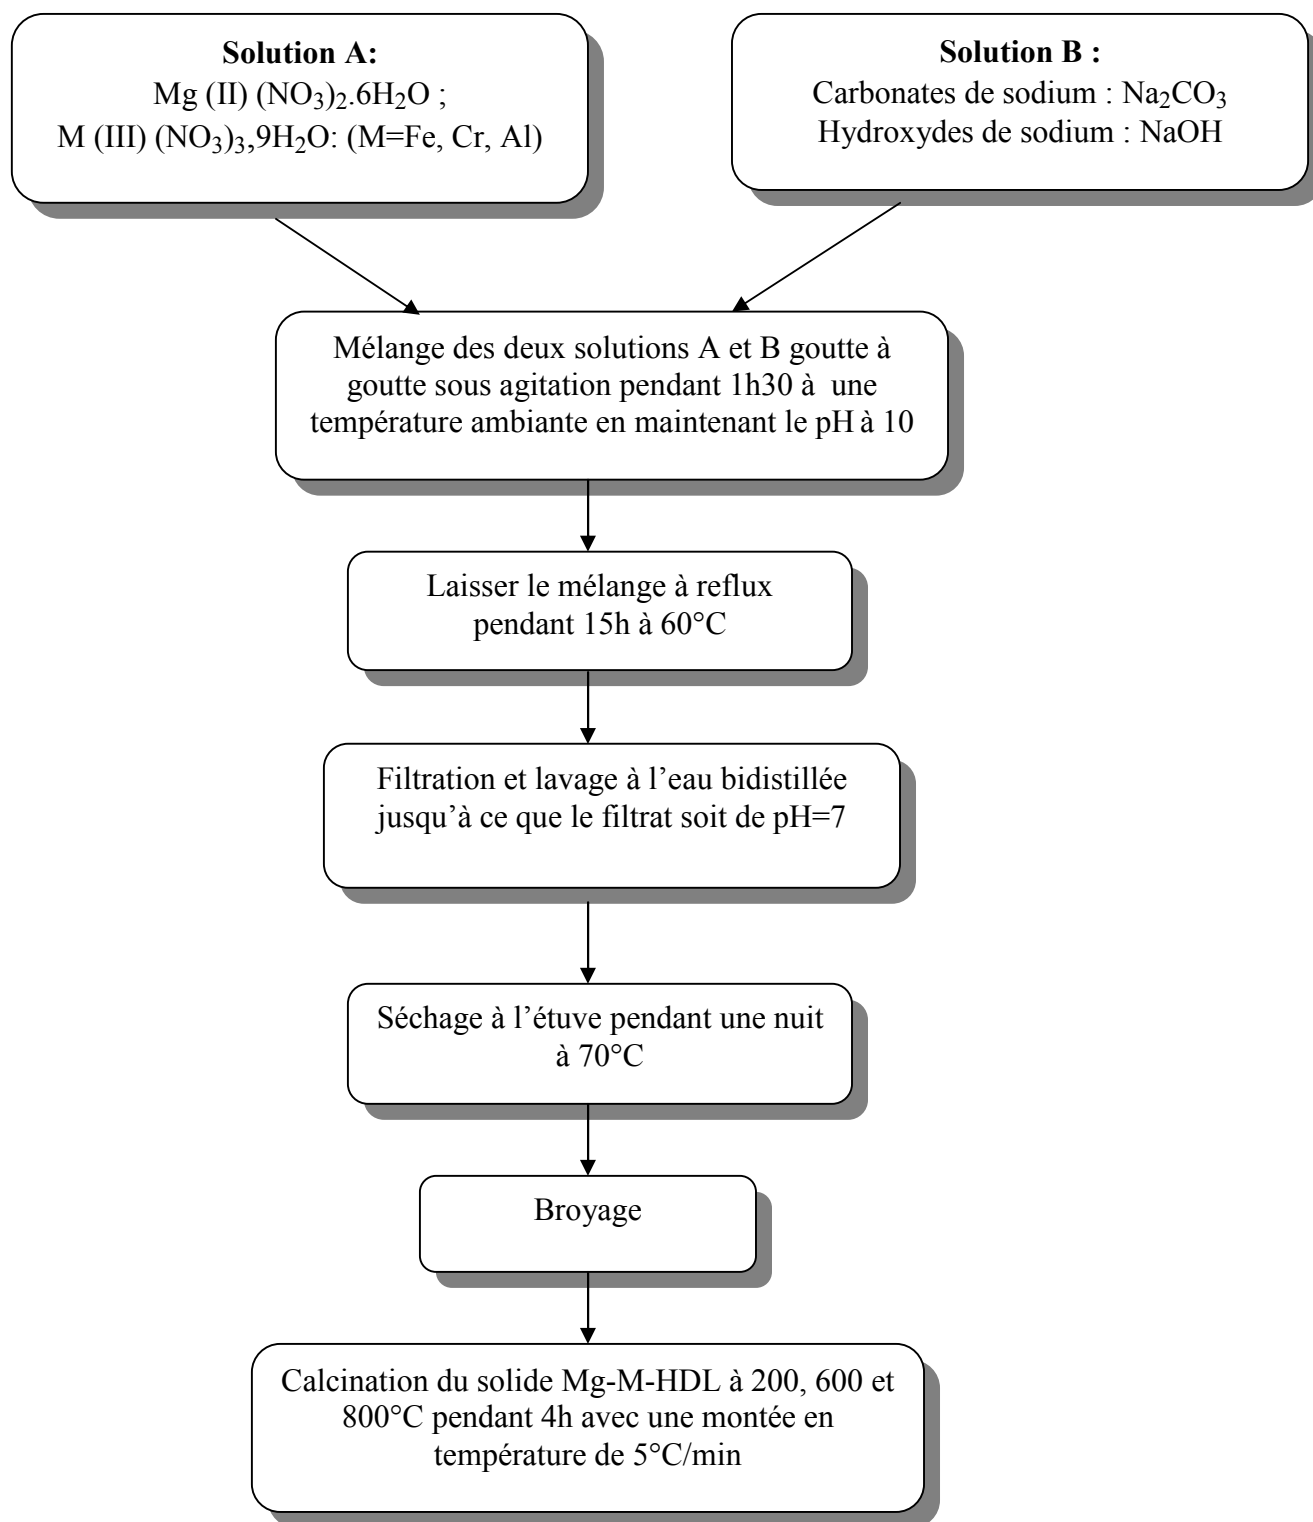 Solution A:
Mg (II) (NO3)2.6H2O ;
M (III) (NO3)3,9H2O: (M=Fe, Cr, Al)
Solution B :
Carbonates de sodium : Na2CO3
Hydroxydes de sodium : NaOH
Mélange des deux solutions A et B goutte à
goutte sous agitation pendant 1h30 à une
température ambiante en maintenant le pH à 10
Laisser le mélange à reflux
pendant 15h à 60°C
Filtration et lavage à l’eau bidistillée
jusqu’à ce que le filtrat soit de pH=7
Séchage à l’étuve pendant une nuit
à 70°C
Broyage
Calcination du solide Mg-M-HDL à 200, 600 et
800°C pendant 4h avec une montée en
température de 5°C/min